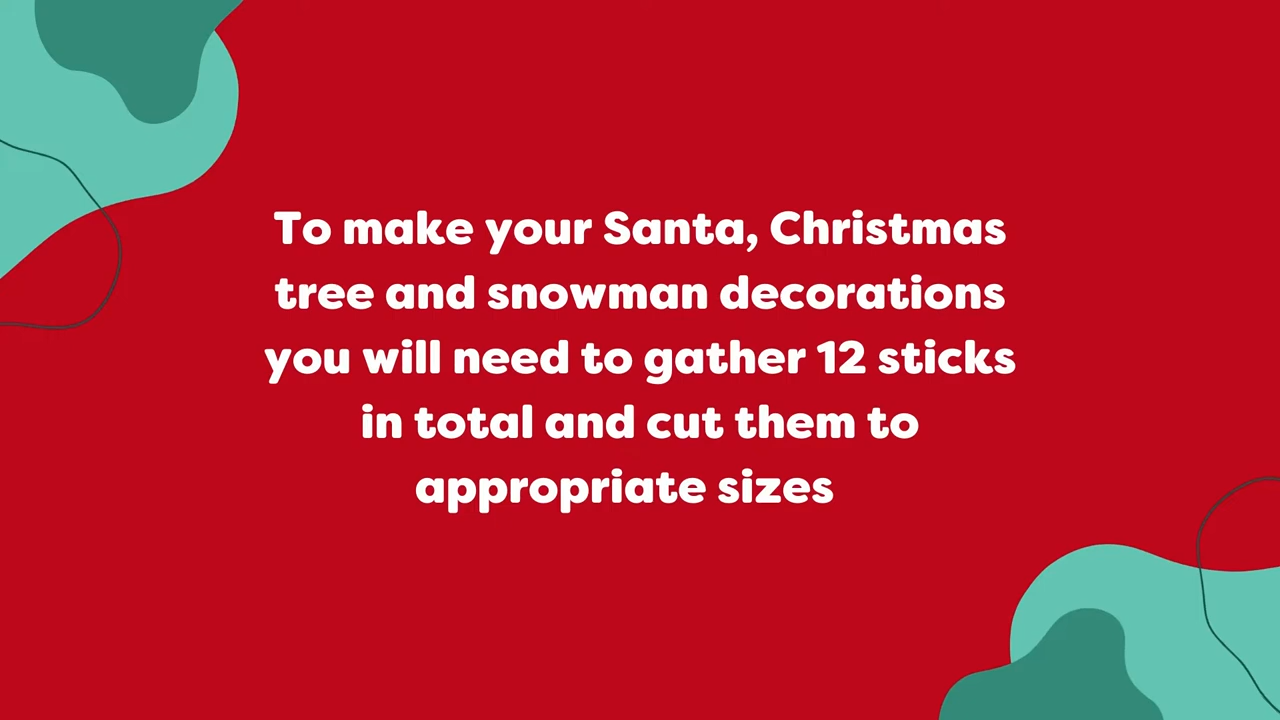 To make your Santa, Christmas
tree and snowman decorations
you will need to gather 12 sticks
in total and cut them to
appropriate sizes